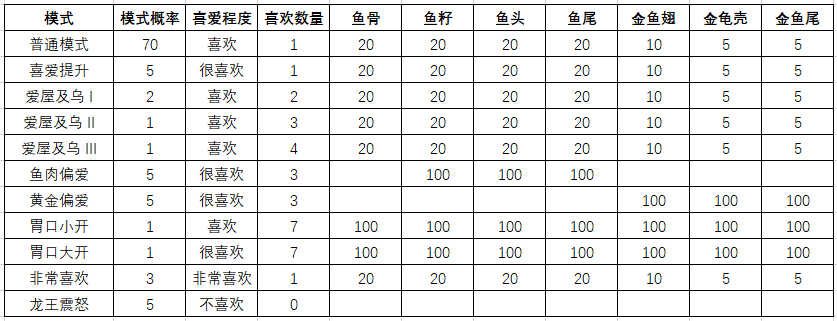 模式 模式概率 喜爱程度 喜欢数量 鱼骨 鱼籽 鱼头 鱼尾 金鱼翅 金龟壳 金鱼尾
普通模式 70 喜欢 1 20 20 20 20 10 5 5
喜爱提升 5 很喜欢 1 20 20 20 20 10 5 5
爱屋及乌 I 2 喜欢 2 20 20 20 20 10 5 5
爱屋及乌 II 1 喜欢 3 20 20 20 20 10 5 5
爱屋及乌 III 1 喜欢 4 20 20 20 20 10 5 5
鱼肉偏爱 5 很喜欢 3 100 100 100
黄金偏爱 5 很喜欢 3 100 100 100
胃口小开 1 喜欢 7 100 100 100 100 100 100 100
胃口大开 1 很喜欢 7 100 100 100 100 100 100 100
非常喜欢 3 非常喜欢 1 20 20 20 20 10 5 5
龙王震怒 5 不喜欢 0